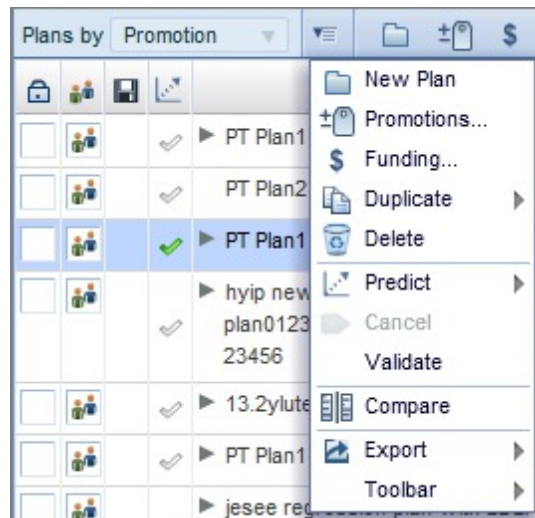 Plans by Promotion
New Plan
Promotions...
Funding...
Duplicate
Delete
Predict
Cancel
Validate
Compare
Export
Toolbar
PT Plan1
PT Plan2
PT Plan1
hyip new
plan0123
23456
13.2ylute
PT Plan1
jesee